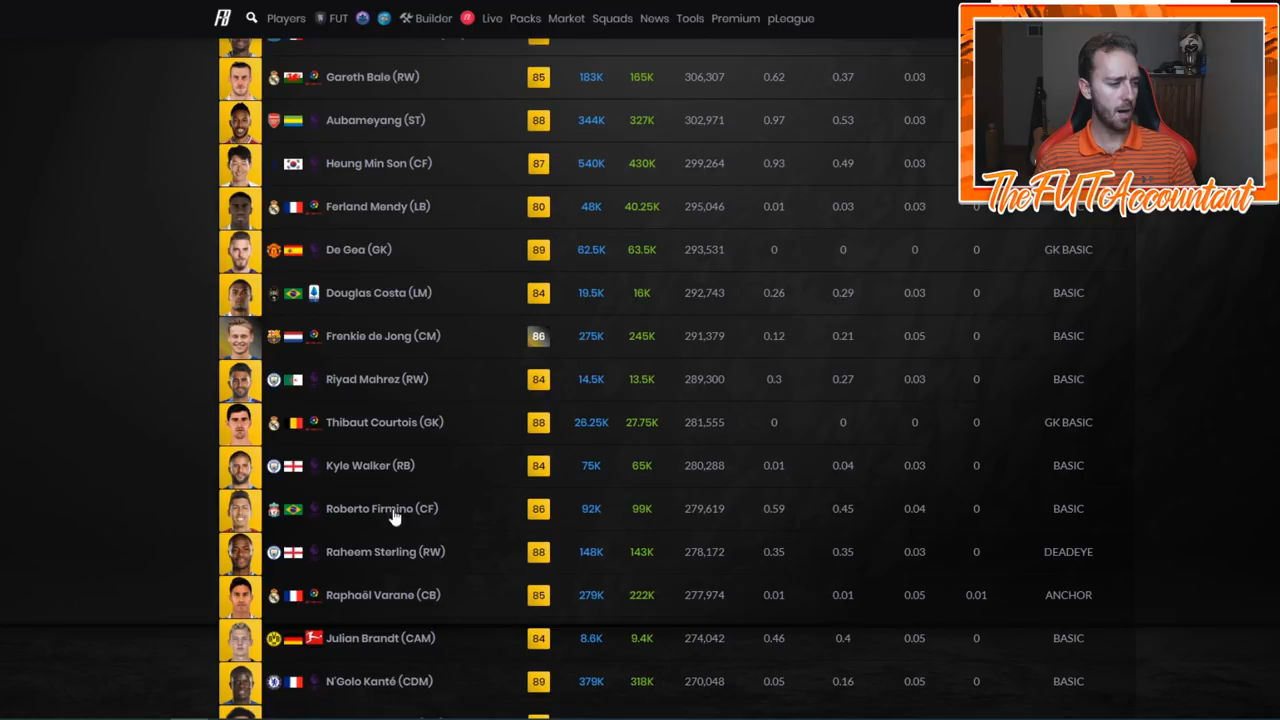 FB Players FUT Builder Live Packs Market Squads News Tools Premium pLeague
Gareth Bale (RW) 85 183K 165K 306,307 0.62 0.37 0.03
Aubameyang (ST) 88 344K 327K 302,971 0.97 0.53 0.03
Heung Min Son (CF) 87 540K 430K 299,264 0.93 0.49 0.03
Ferland Mendy (LB) 80 48K 40.25K 295,046 0.01 0.03 0.03
De Gea (GK) 89 62.5K 63.5K 293,531 0 0 0 0 GK BASIC
Douglas Costa (LM) 84 19.5K 16K 292,743 0.26 0.29 0.03 0 BASIC
Frenkie de Jong (CM) 86 275K 245K 291,379 0.12 0.21 0.05 0 BASIC
Riyad Mahrez (RW) 84 14.5K 13.5K 289,300 0.3 0.27 0.03 0 BASIC
Thibaut Courtois (GK) 88 26.25K 27.75K 281,555 0 0 0 0 GK BASIC
Kyle Walker (RB) 84 75K 65K 280,288 0.01 0.04 0.03 0 BASIC
Roberto Firmino (CF) 86 92K 99K 279,619 0.59 0.45 0.04 0 BASIC
Raheem Sterling (RW) 88 148K 143K 278,172 0.35 0.35 0.03 0 DEADEYE
Raphaël Varane (CB) 85 279K 222K 277,974 0.01 0.01 0.05 0.01 ANCHOR
Julian Brandt (CAM) 84 8.6K 9.4K 274,042 0.46 0.4 0.05 0 BASIC
N'Golo Kanté (CDM) 89 379K 318K 270,048 0.05 0.16 0.05 0 BASIC
TheFUTAccountant